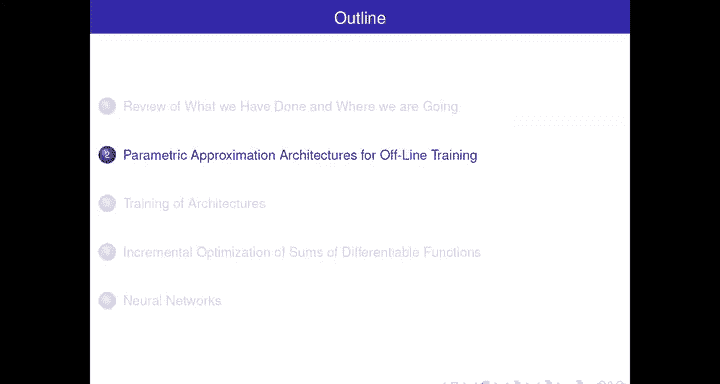 Outline
Review of What we Have Done and Where we are Going
2 Parametric Approximation Architectures for Off-Line Training
Training of Architectures
Incremental Optimization of Sums of Differentiable Functions
Neural Networks